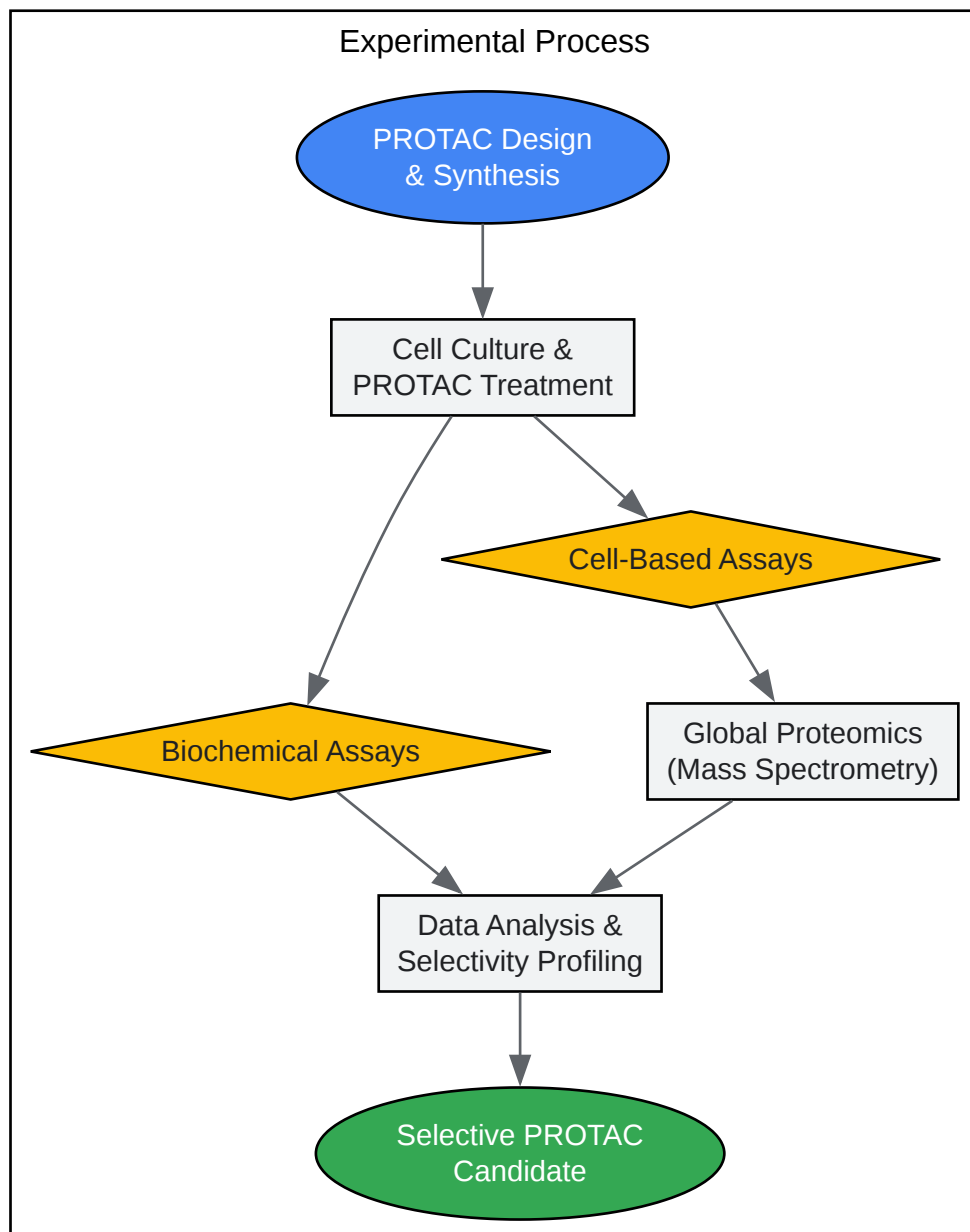 Experimental Process
PROTAC Design
& Synthesis
Cell Culture &
PROTAC Treatment
Cell-Based Assays
Biochemical Assays
Global Proteomics
(Mass Spectrometry)
Data Analysis &
Selectivity Profiling
Selective PROTAC
Candidate